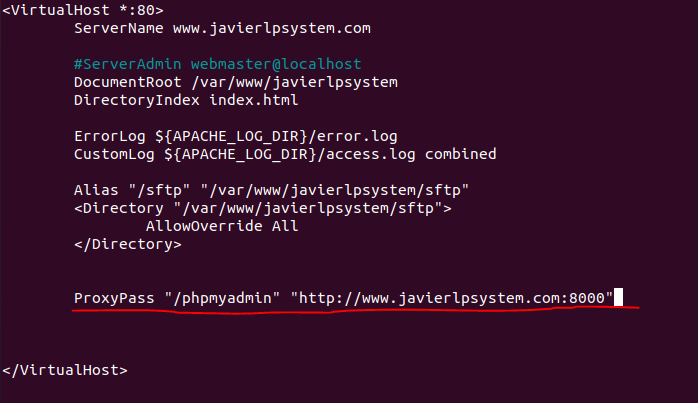 <VirtualHost *:80>
ServerName www.javierlpsystem.com
#ServerAdmin webmaster@localhost
DocumentRoot /var/www/javierlpsystem
DirectoryIndex index.html
ErrorLog ${APACHE_LOG_DIR}/error.log
CustomLog ${APACHE_LOG_DIR}/access.log combined
Alias "/sftp" "/var/www/javierlpsystem/sftp"
<Directory "/var/www/javierlpsystem/sftp">
AllowOverride All
</Directory>
ProxyPass "/phpmyadmin" "http://www.javierlpsystem.com:8000"
</VirtualHost>